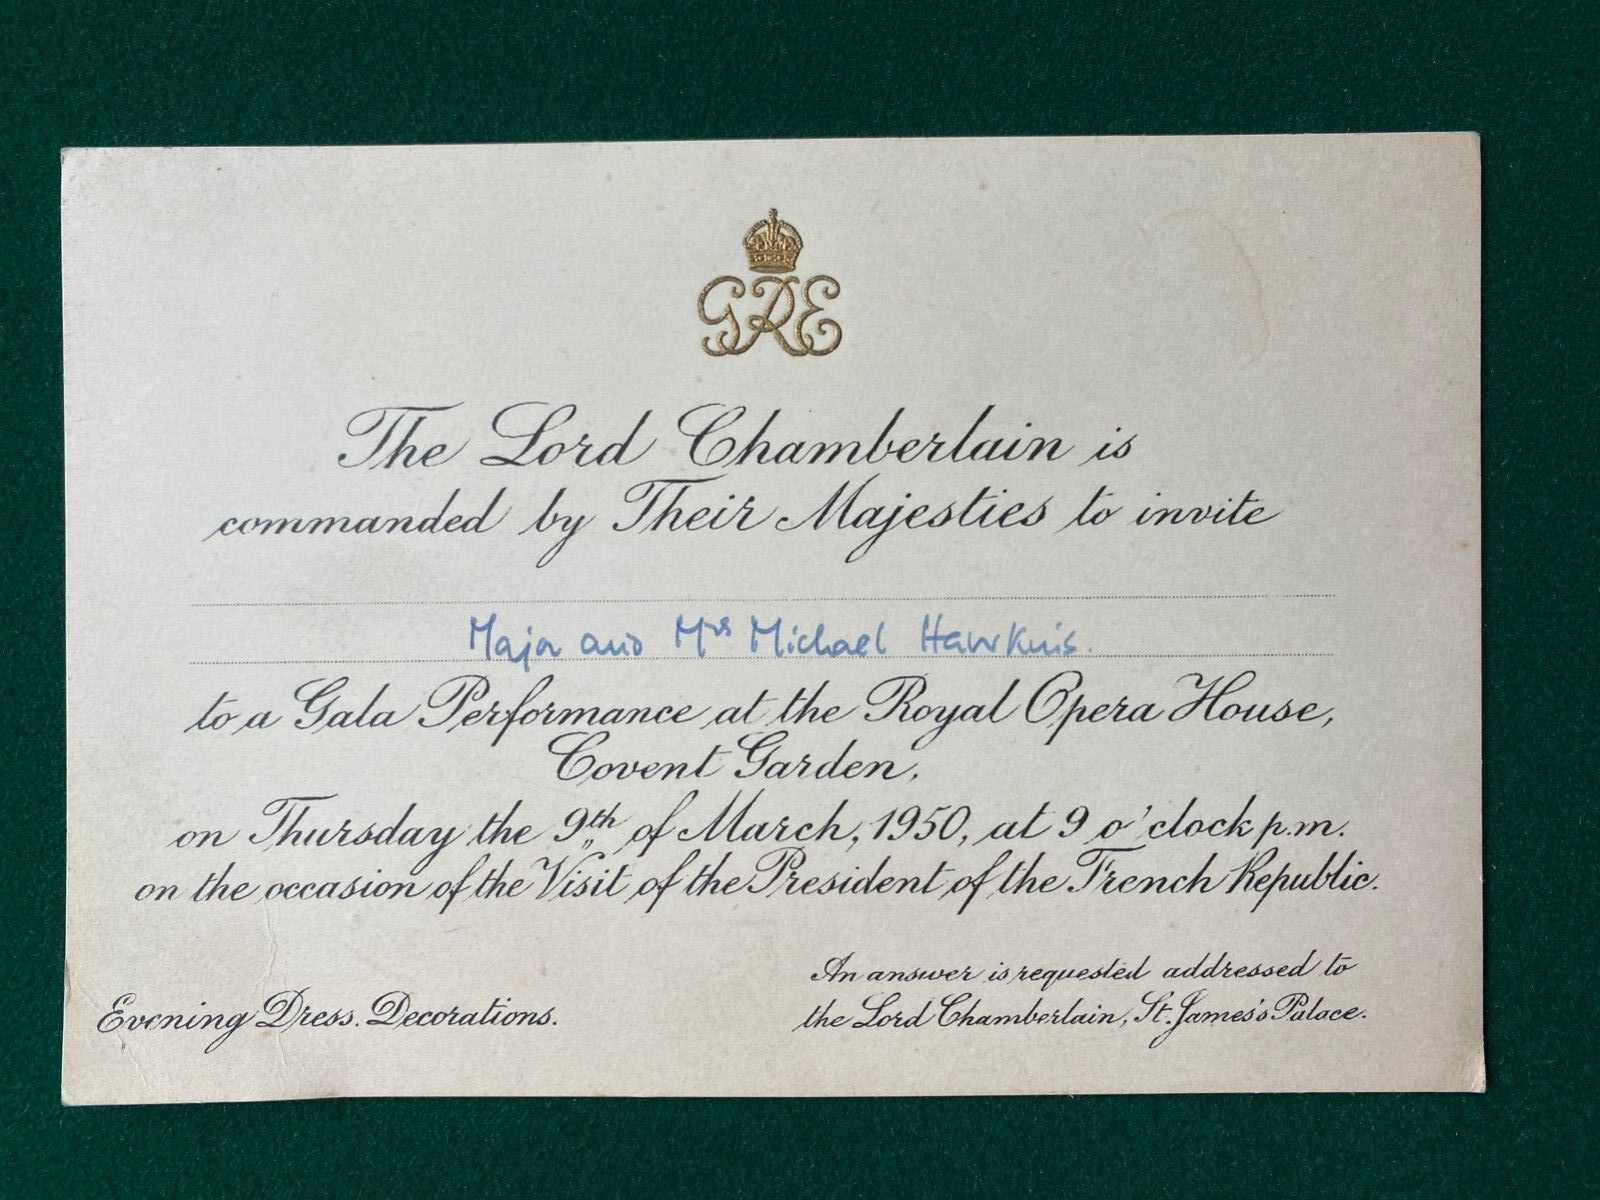 GRE
The Lord Chamberlain is
commanded by Their Majesties to invite
Major and Mrs Michael Hawkins.
to a Gala Performance at the Royal Opera House,
Covent Garden,
on Thursday the 9th of March, 1950, at 9 o'clock p.m.
on the occasion of the Visit of the President of the French Republic.
Evening Dress. Decorations.
An answer is requested addressed to
the Lord Chamberlain, St. James's Palace.